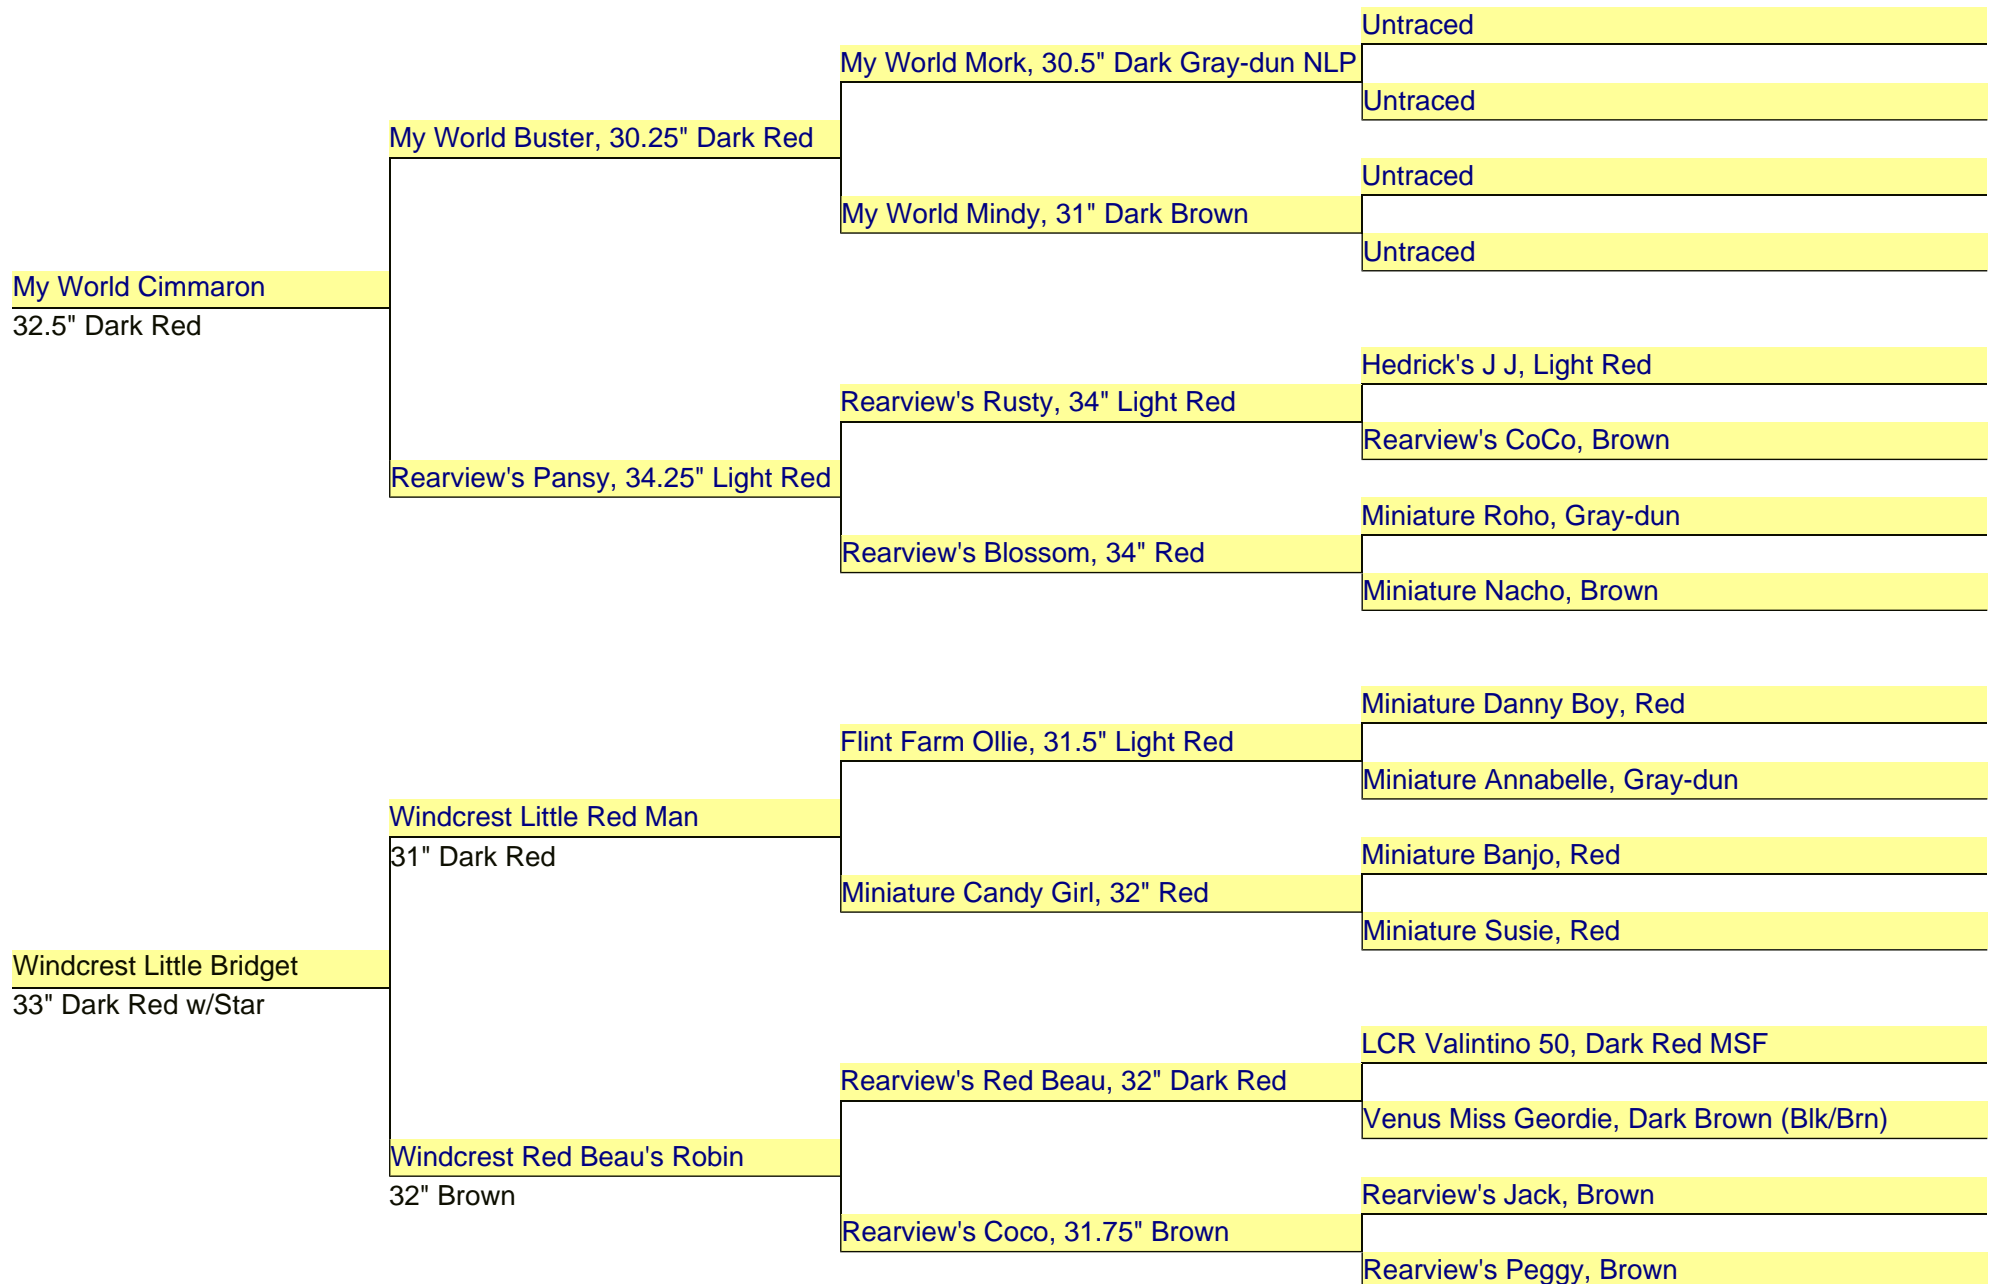 Untraced
My World Mork, 30.5" Dark Gray-dun NLP
Untraced
My World Buster, 30.25" Dark Red
Untraced
My World Mindy, 31" Dark Brown
Untraced
My World Cimmaron
32.5" Dark Red
Hedrick's J J, Light Red
Rearview's Rusty, 34" Light Red
Rearview's CoCo, Brown
Rearview's Pansy, 34.25" Light Red
Miniature Roho, Gray-dun
Rearview's Blossom, 34" Red
Miniature Nacho, Brown
Miniature Danny Boy, Red
Flint Farm Ollie, 31.5" Light Red
Miniature Annabelle, Gray-dun
Windcrest Little Red Man
31" Dark Red
Miniature Banjo, Red
Miniature Candy Girl, 32" Red
Miniature Susie, Red
Windcrest Little Bridget
33" Dark Red w/Star
LCR Valintino 50, Dark Red MSF
Rearview's Red Beau, 32" Dark Red
Venus Miss Geordie, Dark Brown (Blk/Brn)
Windcrest Red Beau's Robin
32" Brown
Rearview's Jack, Brown
Rearview's Coco, 31.75" Brown
Rearview's Peggy, Brown